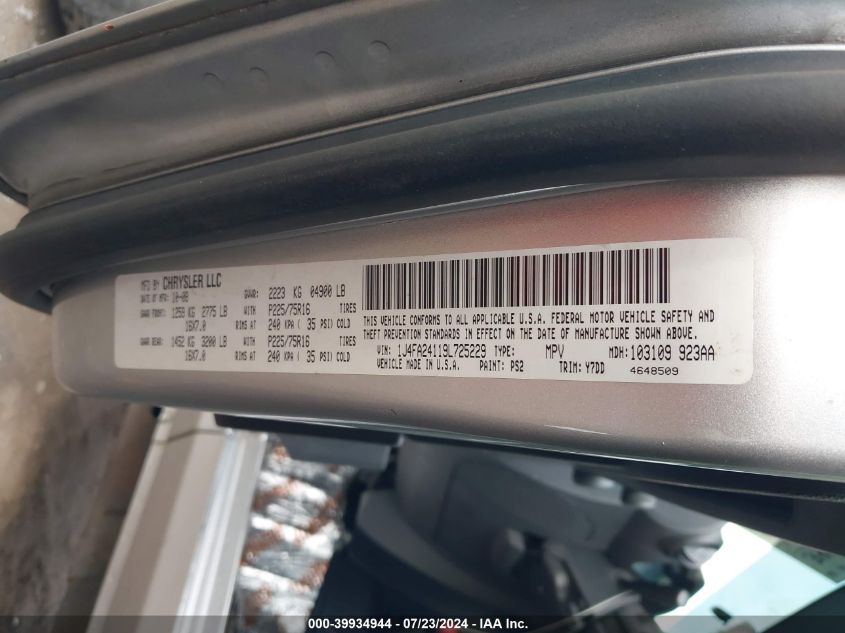 MFD BY CHRYSLER LLC
DATE OF MFR: 10-08 GVWR: 2223 KG 04900 LB
GAWR FRONT: 1259 KG 2775 LB WITH P225/75R16 TIRES
16X7.0 RIMS AT 240 KPA ( 35 PSI) COLD
GAWR REAR: 1452 KG 3200 LB WITH P225/75R16 TIRES
16X7.0 RIMS AT 240 KPA ( 35 PSI) COLD
THIS VEHICLE CONFORMS TO ALL APPLICABLE U.S.A. FEDERAL MOTOR VEHICLE SAFETY AND
THEFT PREVENTION STANDARDS IN EFFECT ON THE DATE OF MANUFACTURE SHOWN ABOVE.
VIN: 1J4FA24119L725229 TYPE: MPV MDH: 103109 923AA
VEHICLE MADE IN U.S.A. PAINT: PS2 TRIM: Y7DD 4648509
000-39934944 - 07/23/2024 - IAA Inc.